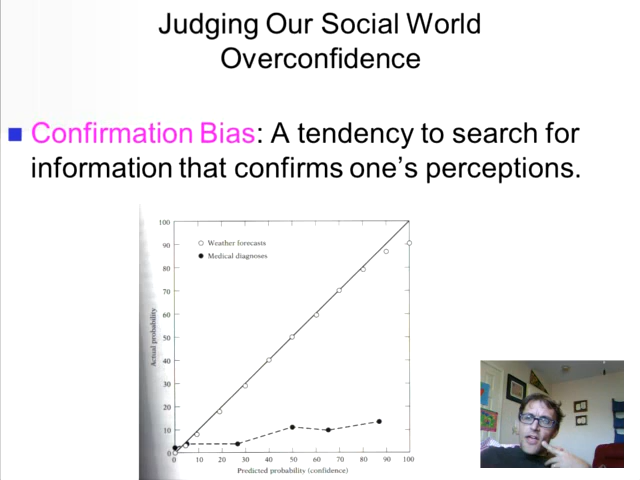 Judging Our Social World
Overconfidence
Confirmation Bias: A tendency to search for
information that confirms one's perceptions.
100
90
80
70
60
50
40
30
20
10
0
Weather forecasts
Medical diagnoses
Actual probability
0 10 20 30 40 50 60 70 80 90 100
Predicted probability (confidence)